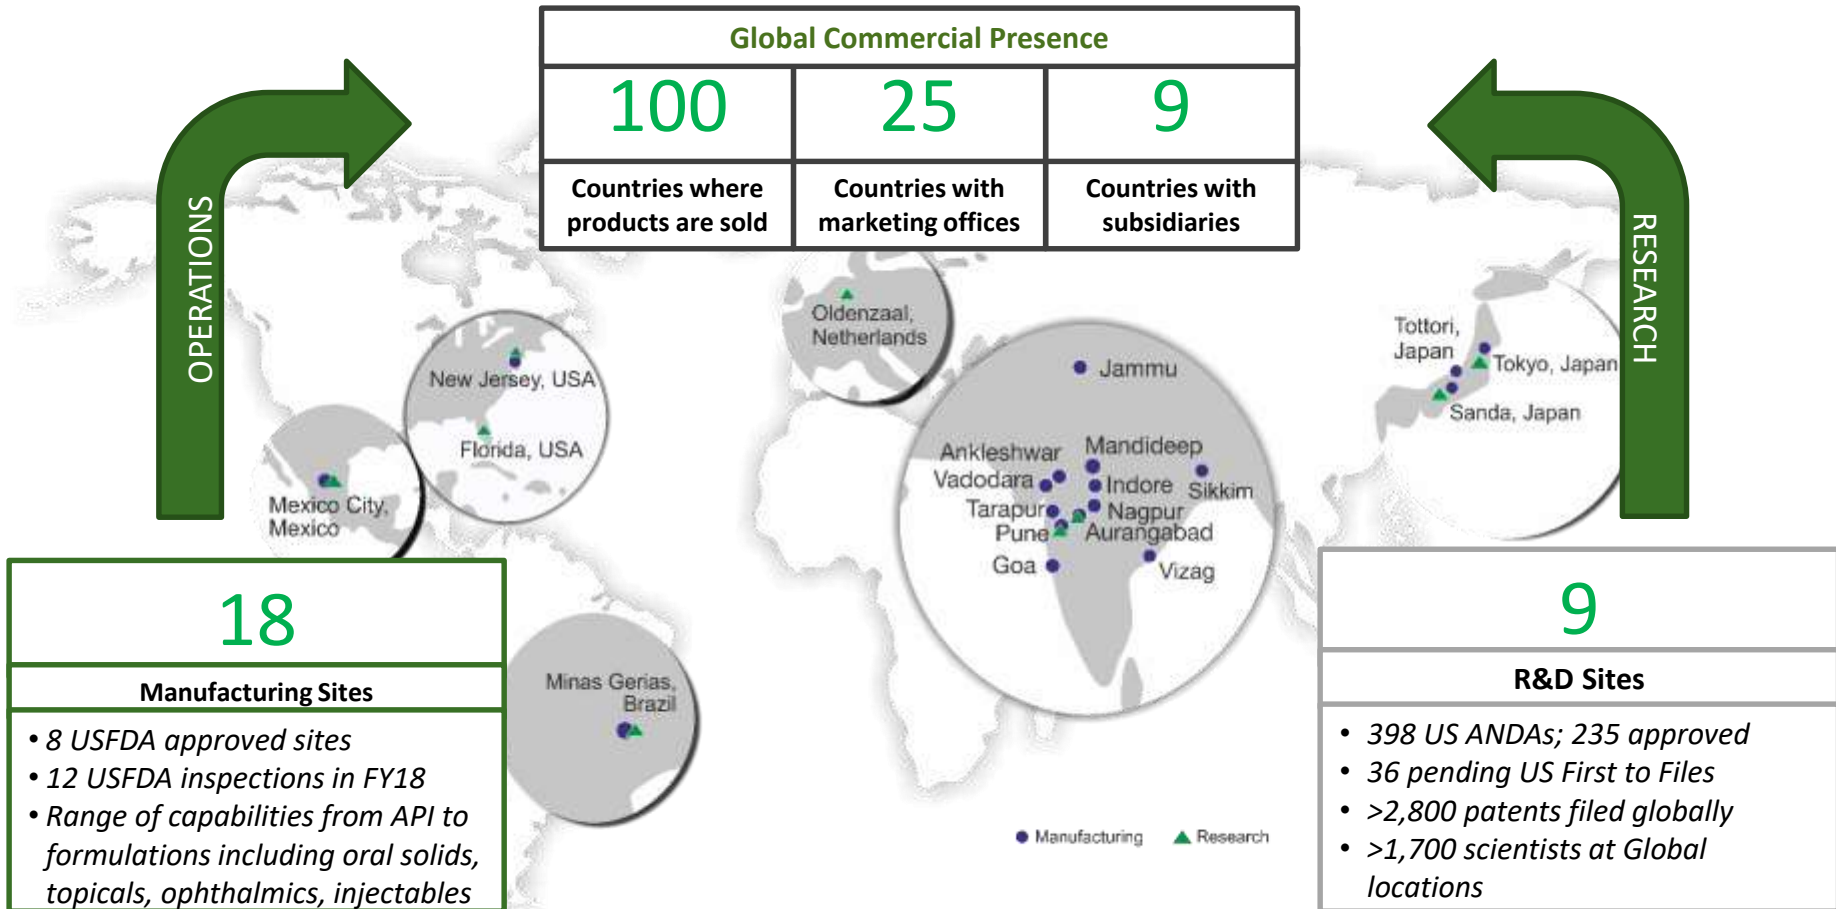 Global Commercial Presence
100
25
9
Countries where
products are sold
Countries with
marketing offices
Countries with
subsidiaries
OPERATIONS
RESEARCH
Oldenzaal,
Netherlands
New Jersey, USA
Florida, USA
Mexico City,
Mexico
Minas Gerias,
Brazil
Jammu
Ankleshwar
Mandideep
Vadodara
Indore
Sikkim
Tarapur
Nagpur
Pune
Aurangabad
Goa
Vizag
Tottori,
Japan
Tokyo, Japan
Sanda, Japan
18
Manufacturing Sites
• 8 USFDA approved sites
• 12 USFDA inspections in FY18
• Range of capabilities from API to
formulations including oral solids,
topicals, ophthalmics, injectables
Manufacturing
Research
9
R&D Sites
• 398 US ANDAs; 235 approved
• 36 pending US First to Files
• >2,800 patents filed globally
• >1,700 scientists at Global
locations